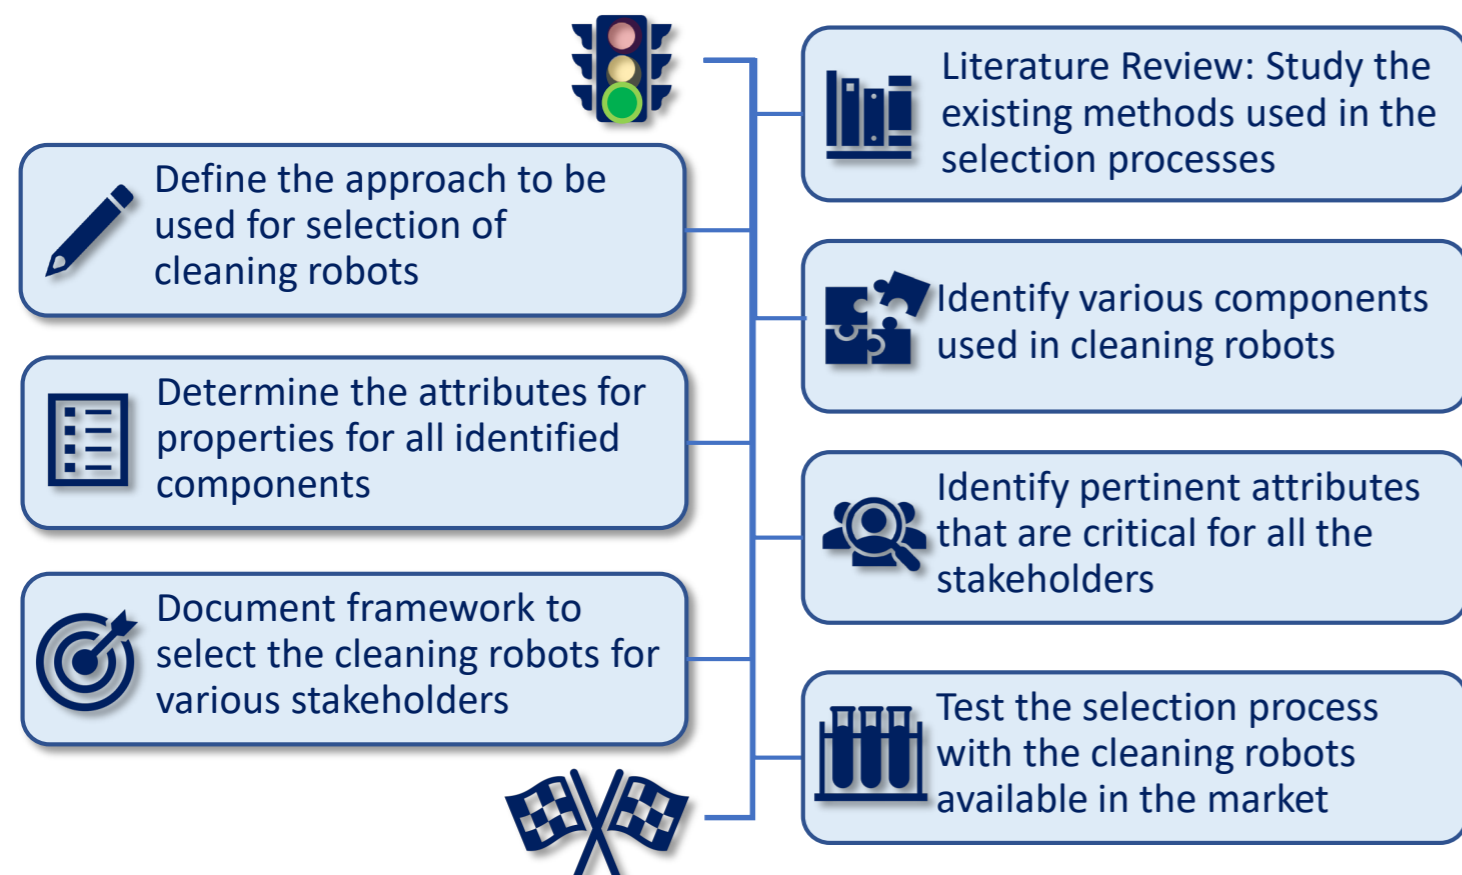 Literature Review: Study the
existing methods used in the
selection processes
Define the approach to be
used for selection of
cleaning robots
Identify various components
used in cleaning robots
Determine the attributes for
properties for all identified
components
Identify pertinent attributes
that are critical for all the
stakeholders
Document framework to
select the cleaning robots for
various stakeholders
Test the selection process
with the cleaning robots
available in the market